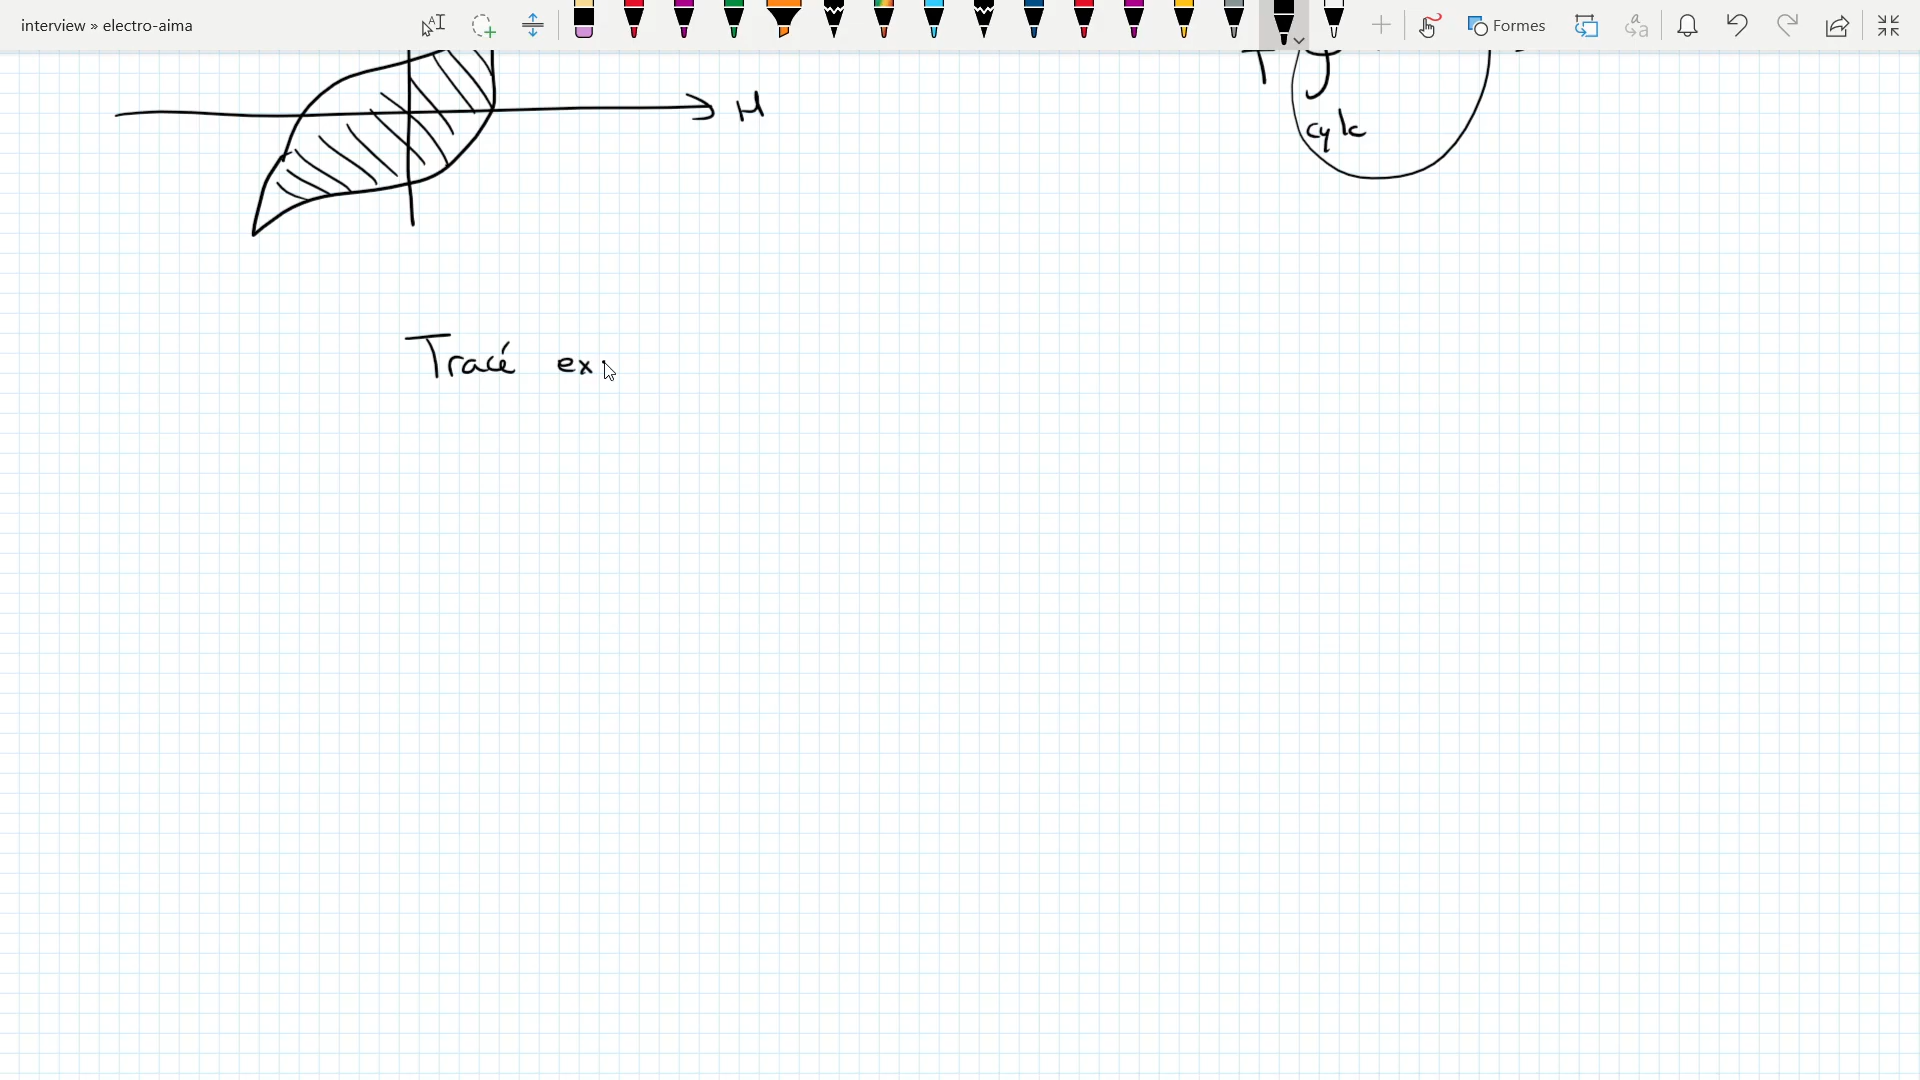 interview » electro-aima
Formes
H
cycle
Tracé ex